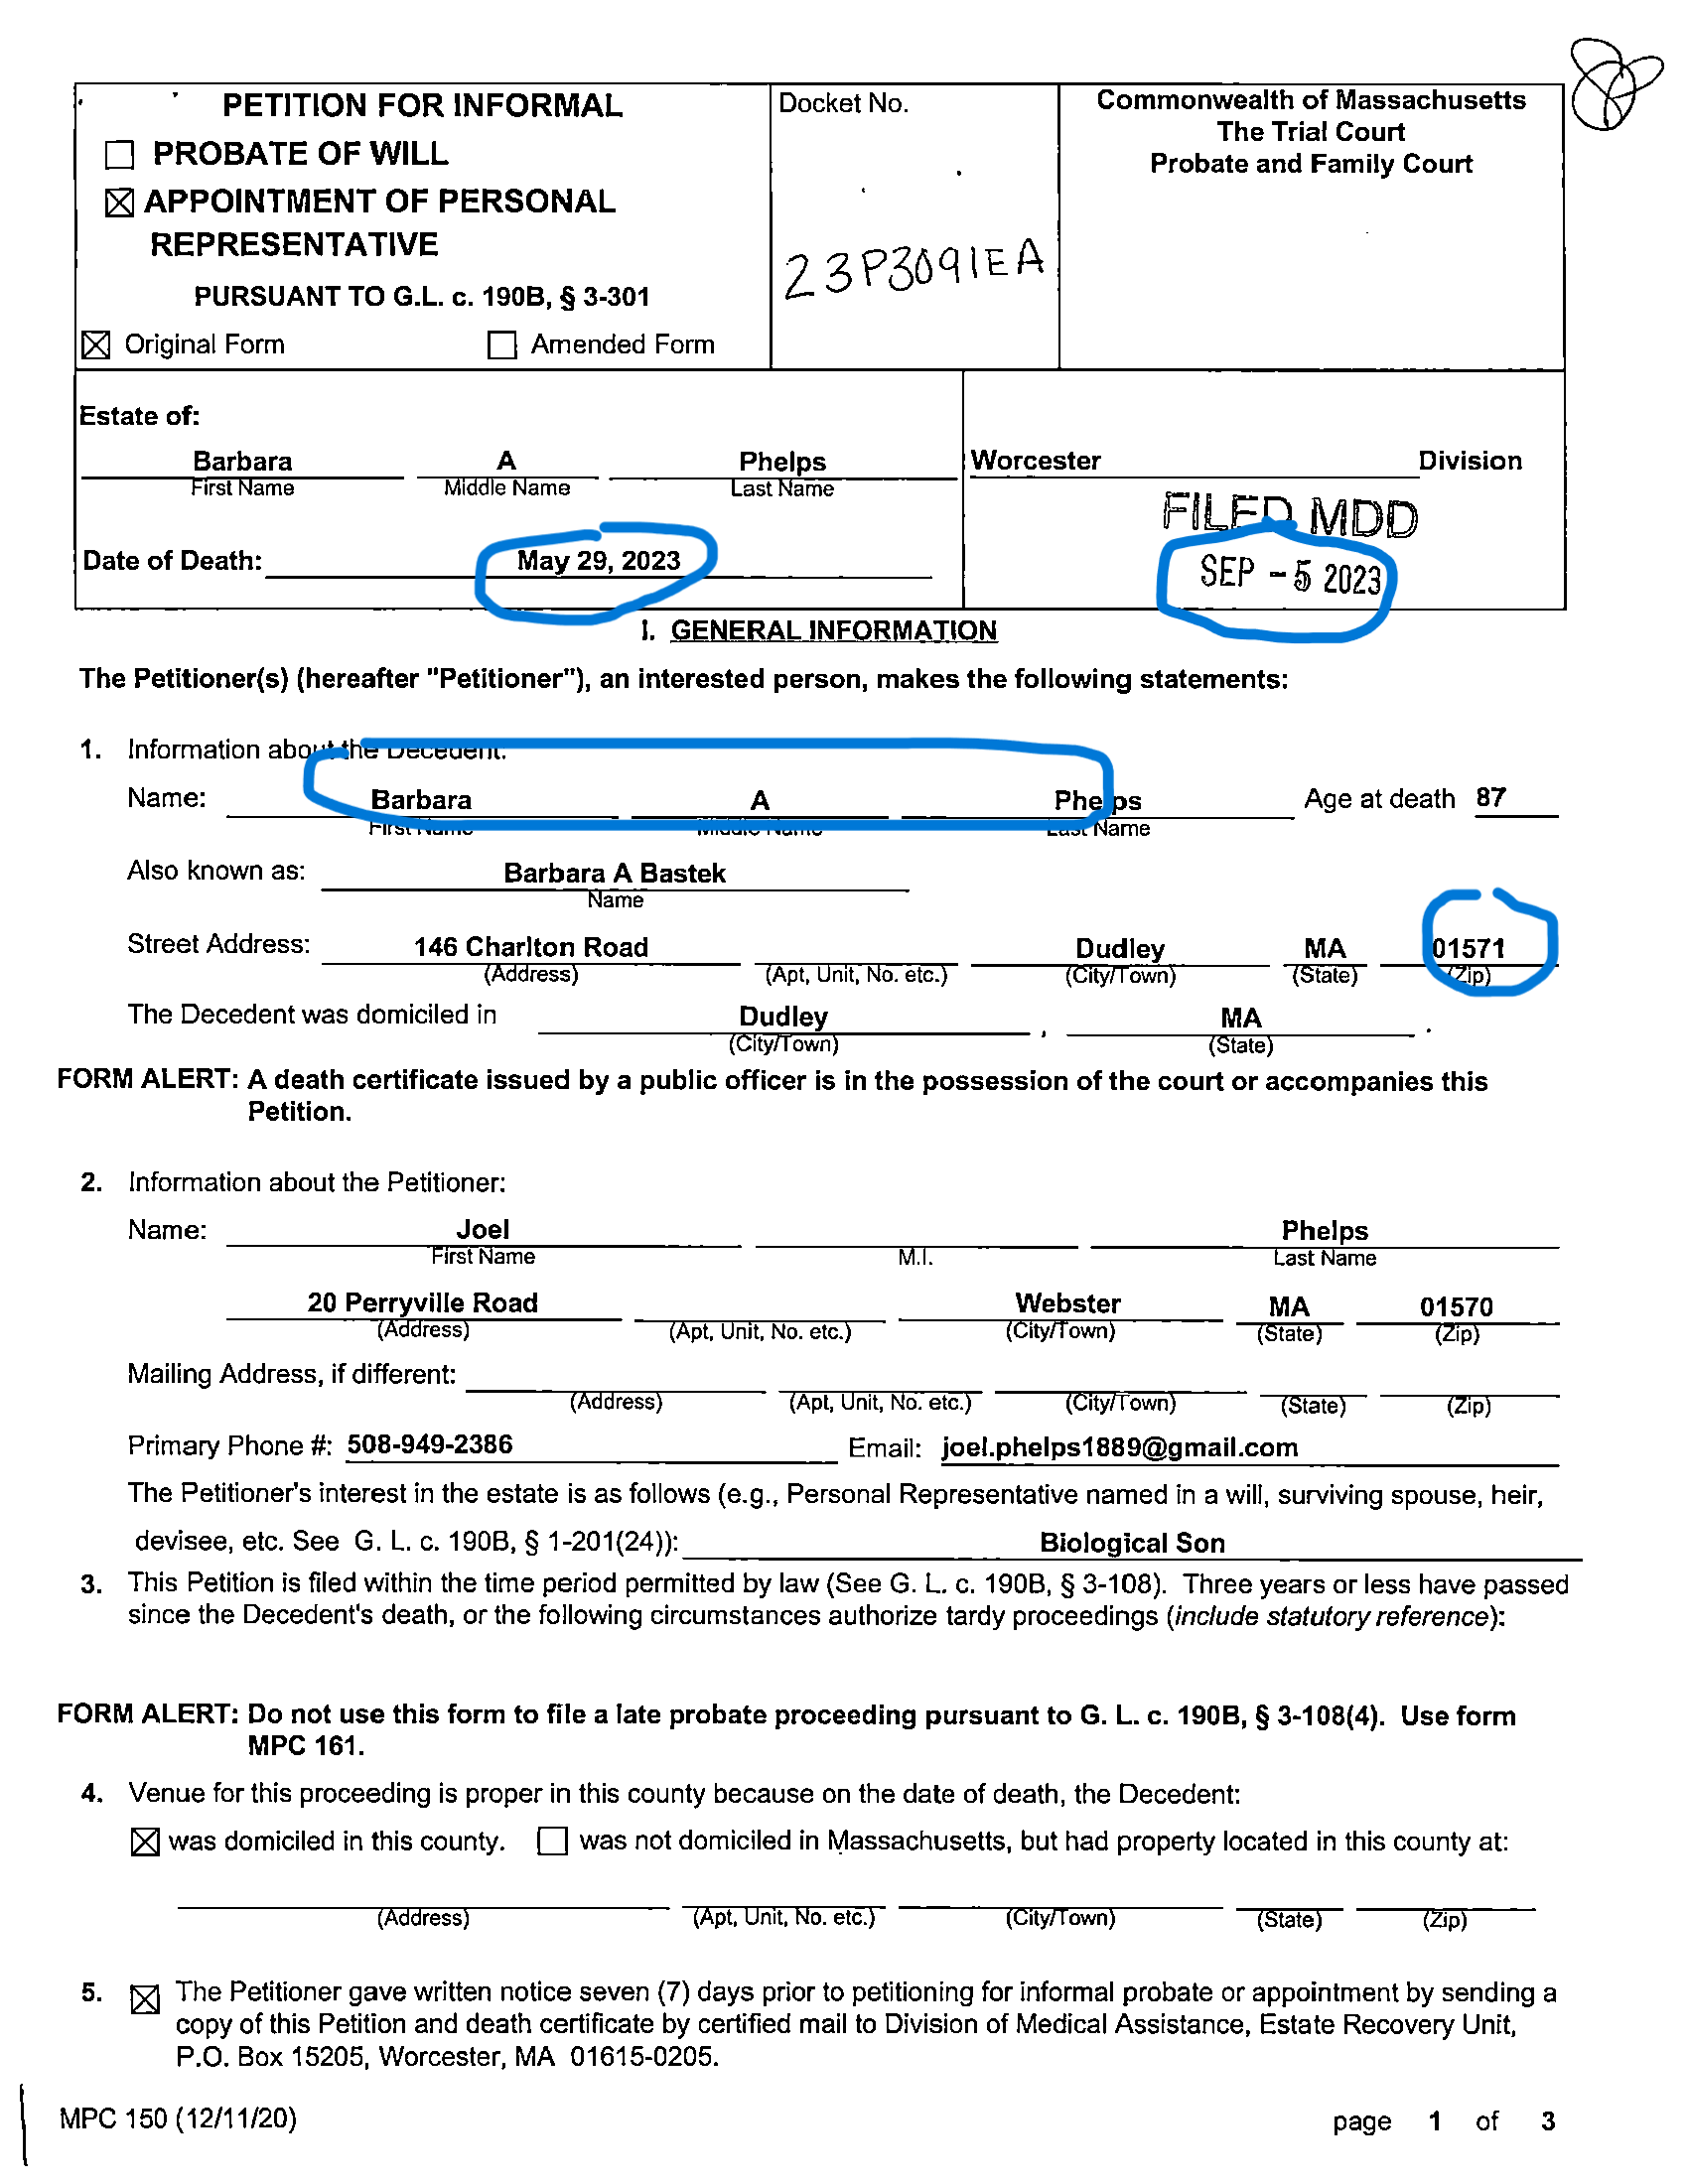 PETITION FOR INFORMAL
☐ PROBATE OF WILL
☒ APPOINTMENT OF PERSONAL
REPRESENTATIVE
PURSUANT TO G.L. c. 190B, § 3-301
☒ Original Form ☐ Amended Form
Docket No.
23P3091EA
Commonwealth of Massachusetts
The Trial Court
Probate and Family Court
Estate of:
Barbara A Phelps
First Name Middle Name Last Name
Date of Death: May 29, 2023
Worcester Division
FILED MDD
SEP - 5 2023
I. GENERAL INFORMATION
The Petitioner(s) (hereafter "Petitioner"), an interested person, makes the following statements:
1. Information about the Decedent:
Name: Barbara A Phelps Age at death 87
First Name Middle Name Last Name
Also known as: Barbara A Bastek
Name
Street Address: 146 Charlton Road Dudley MA 01571
(Address) (Apt, Unit, No. etc.) (City/Town) (State) (Zip)
The Decedent was domiciled in Dudley , MA .
(City/Town) (State)
FORM ALERT: A death certificate issued by a public officer is in the possession of the court or accompanies this
Petition.
2. Information about the Petitioner:
Name: Joel Phelps
First Name M.I. Last Name
20 Perryville Road Webster MA 01570
(Address) (Apt, Unit, No. etc.) (City/Town) (State) (Zip)
Mailing Address, if different:
(Address) (Apt, Unit, No. etc.) (City/Town) (State) (Zip)
Primary Phone #: 508-949-2386 Email: joel.phelps1889@gmail.com
The Petitioner's interest in the estate is as follows (e.g., Personal Representative named in a will, surviving spouse, heir,
devisee, etc. See G. L. c. 190B, § 1-201(24)): Biological Son
3. This Petition is filed within the time period permitted by law (See G. L. c. 190B, § 3-108). Three years or less have passed
since the Decedent's death, or the following circumstances authorize tardy proceedings (include statutory reference):
FORM ALERT: Do not use this form to file a late probate proceeding pursuant to G. L. c. 190B, § 3-108(4). Use form
MPC 161.
4. Venue for this proceeding is proper in this county because on the date of death, the Decedent:
☒ was domiciled in this county. ☐ was not domiciled in Massachusetts, but had property located in this county at:
(Address) (Apt, Unit, No. etc.) (City/Town) (State) (Zip)
5. ☒ The Petitioner gave written notice seven (7) days prior to petitioning for informal probate or appointment by sending a
copy of this Petition and death certificate by certified mail to Division of Medical Assistance, Estate Recovery Unit,
P.O. Box 15205, Worcester, MA 01615-0205.
MPC 150 (12/11/20) page 1 of 3